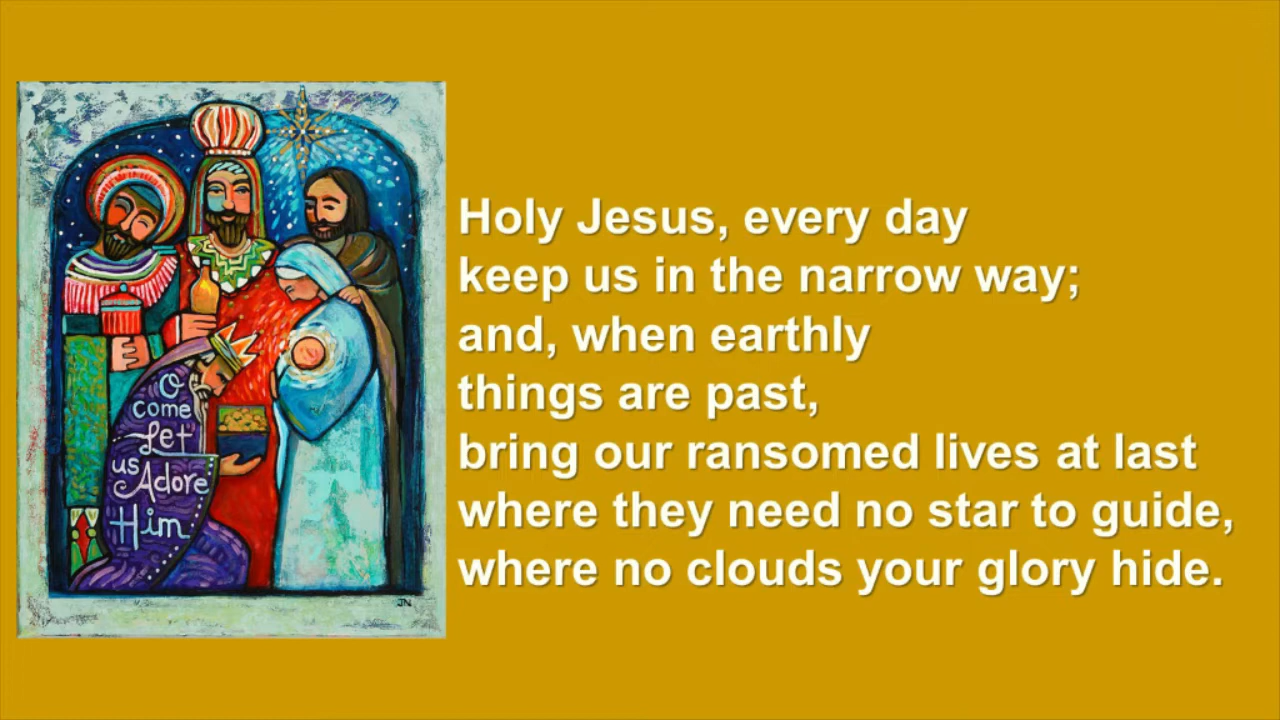 O
come
Let
us
Adore
Him
JN
Holy Jesus, every day
keep us in the narrow way;
and, when earthly
things are past,
bring our ransomed lives at last
where they need no star to guide,
where no clouds your glory hide.